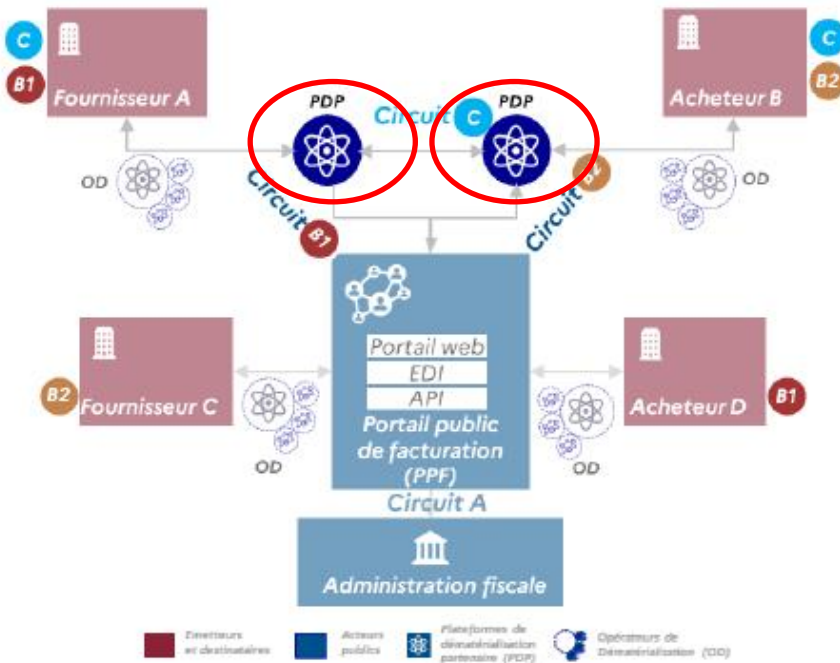 C
B1
Fournisseur A
PDP
Circuit C
PDP
Acheteur B
C
B2
OD
Circuit B1
Circuit B2
OD
Portail web
EDI
API
Portail public
de facturation
(PPF)
B2
Fournisseur C
OD
OD
Acheteur D
B1
Circuit A
Administration fiscale
Emetteurs
et destinataires
Acteurs
publics
Plateformes de
dématérialisation
partenaire (PDP)
Opérateurs de
Dématérialisation (OD)